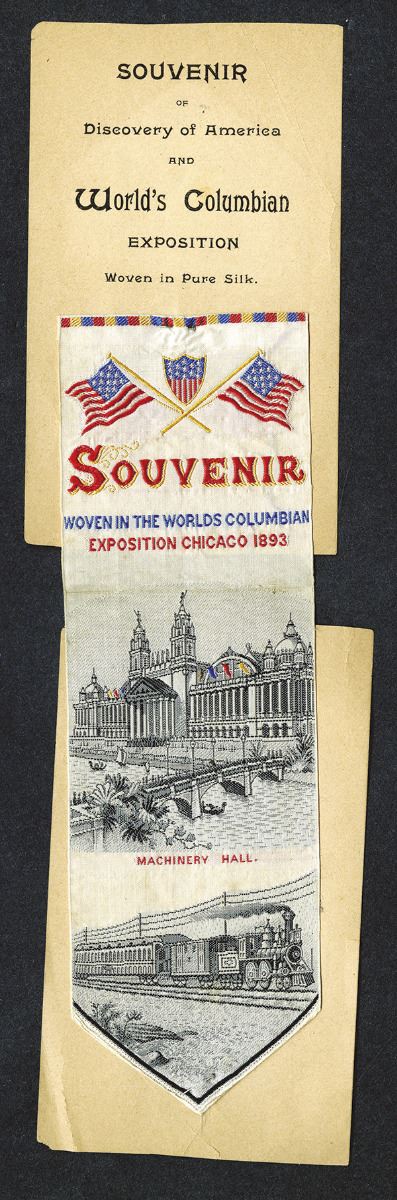 SOUVENIR
OF
Discovery of America
AND
World's Columbian
EXPOSITION
Woven in Pure Silk.
SOUVENIR
WOVEN IN THE WORLDS COLUMBIAN
EXPOSITION CHICAGO 1893
MACHINERY HALL.